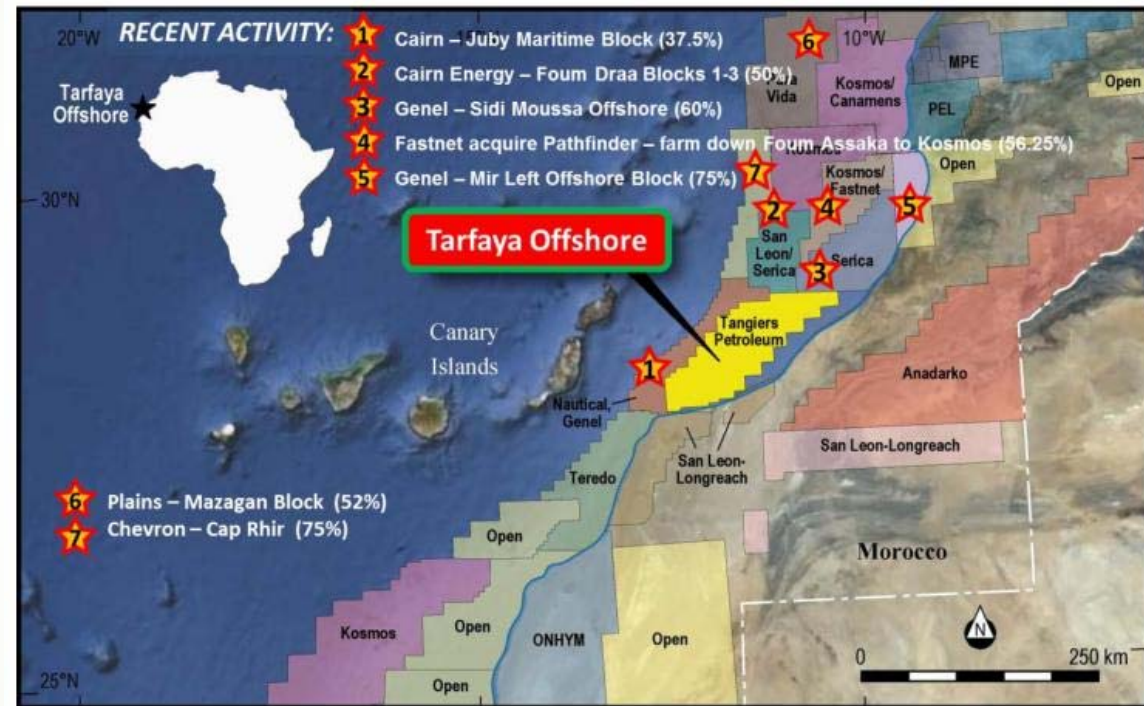 20°W
15°W
10°W
RECENT ACTIVITY:
1 Cairn – Juby Maritime Block (37.5%)
2 Cairn Energy – Foum Draa Blocks 1-3 (50%)
3 Genel – Sidi Moussa Offshore (60%)
4 Fastnet acquire Pathfinder – farm down Foum Assaka to Kosmos (56.25%)
5 Genel – Mir Left Offshore Block (75%)
Tarfaya
Offshore
6
Vida
Kosmos/
Canamens
MPE
PEL
Open
Kosmos
Kosmos/
Fastnet
Open
7
2
4
5
30°N
San
Leon/
Serica
Serica
3
Tarfaya Offshore
Tangiers
Petroleum
Canary
Islands
1
Anadarko
Nautical,
Genel
San Leon-
Longreach
San Leon-Longreach
Teredo
6 Plains – Mazagan Block (52%)
7 Chevron – Cap Rhir (75%)
Open
Morocco
Kosmos
Open
ONHYM
Open
N
0
250 km
25°N
Open